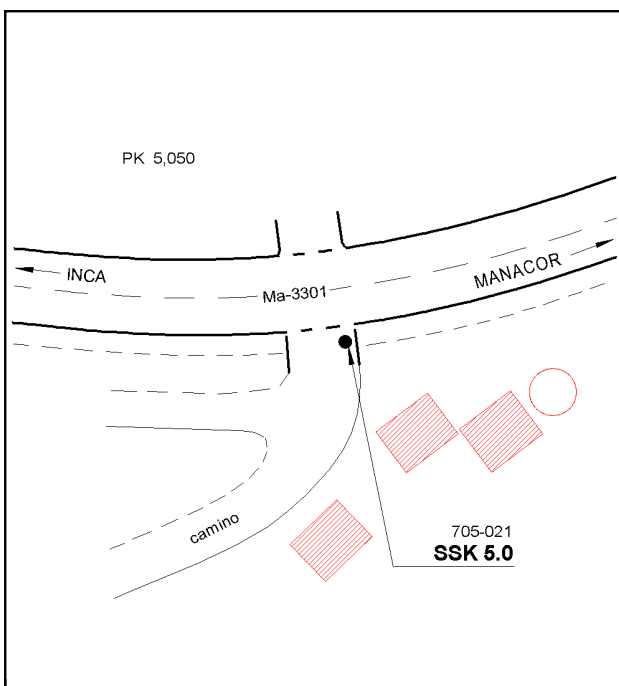 PK 5,050
INCA
Ma-3301
MANACOR
camino
705-021
SSK 5.0